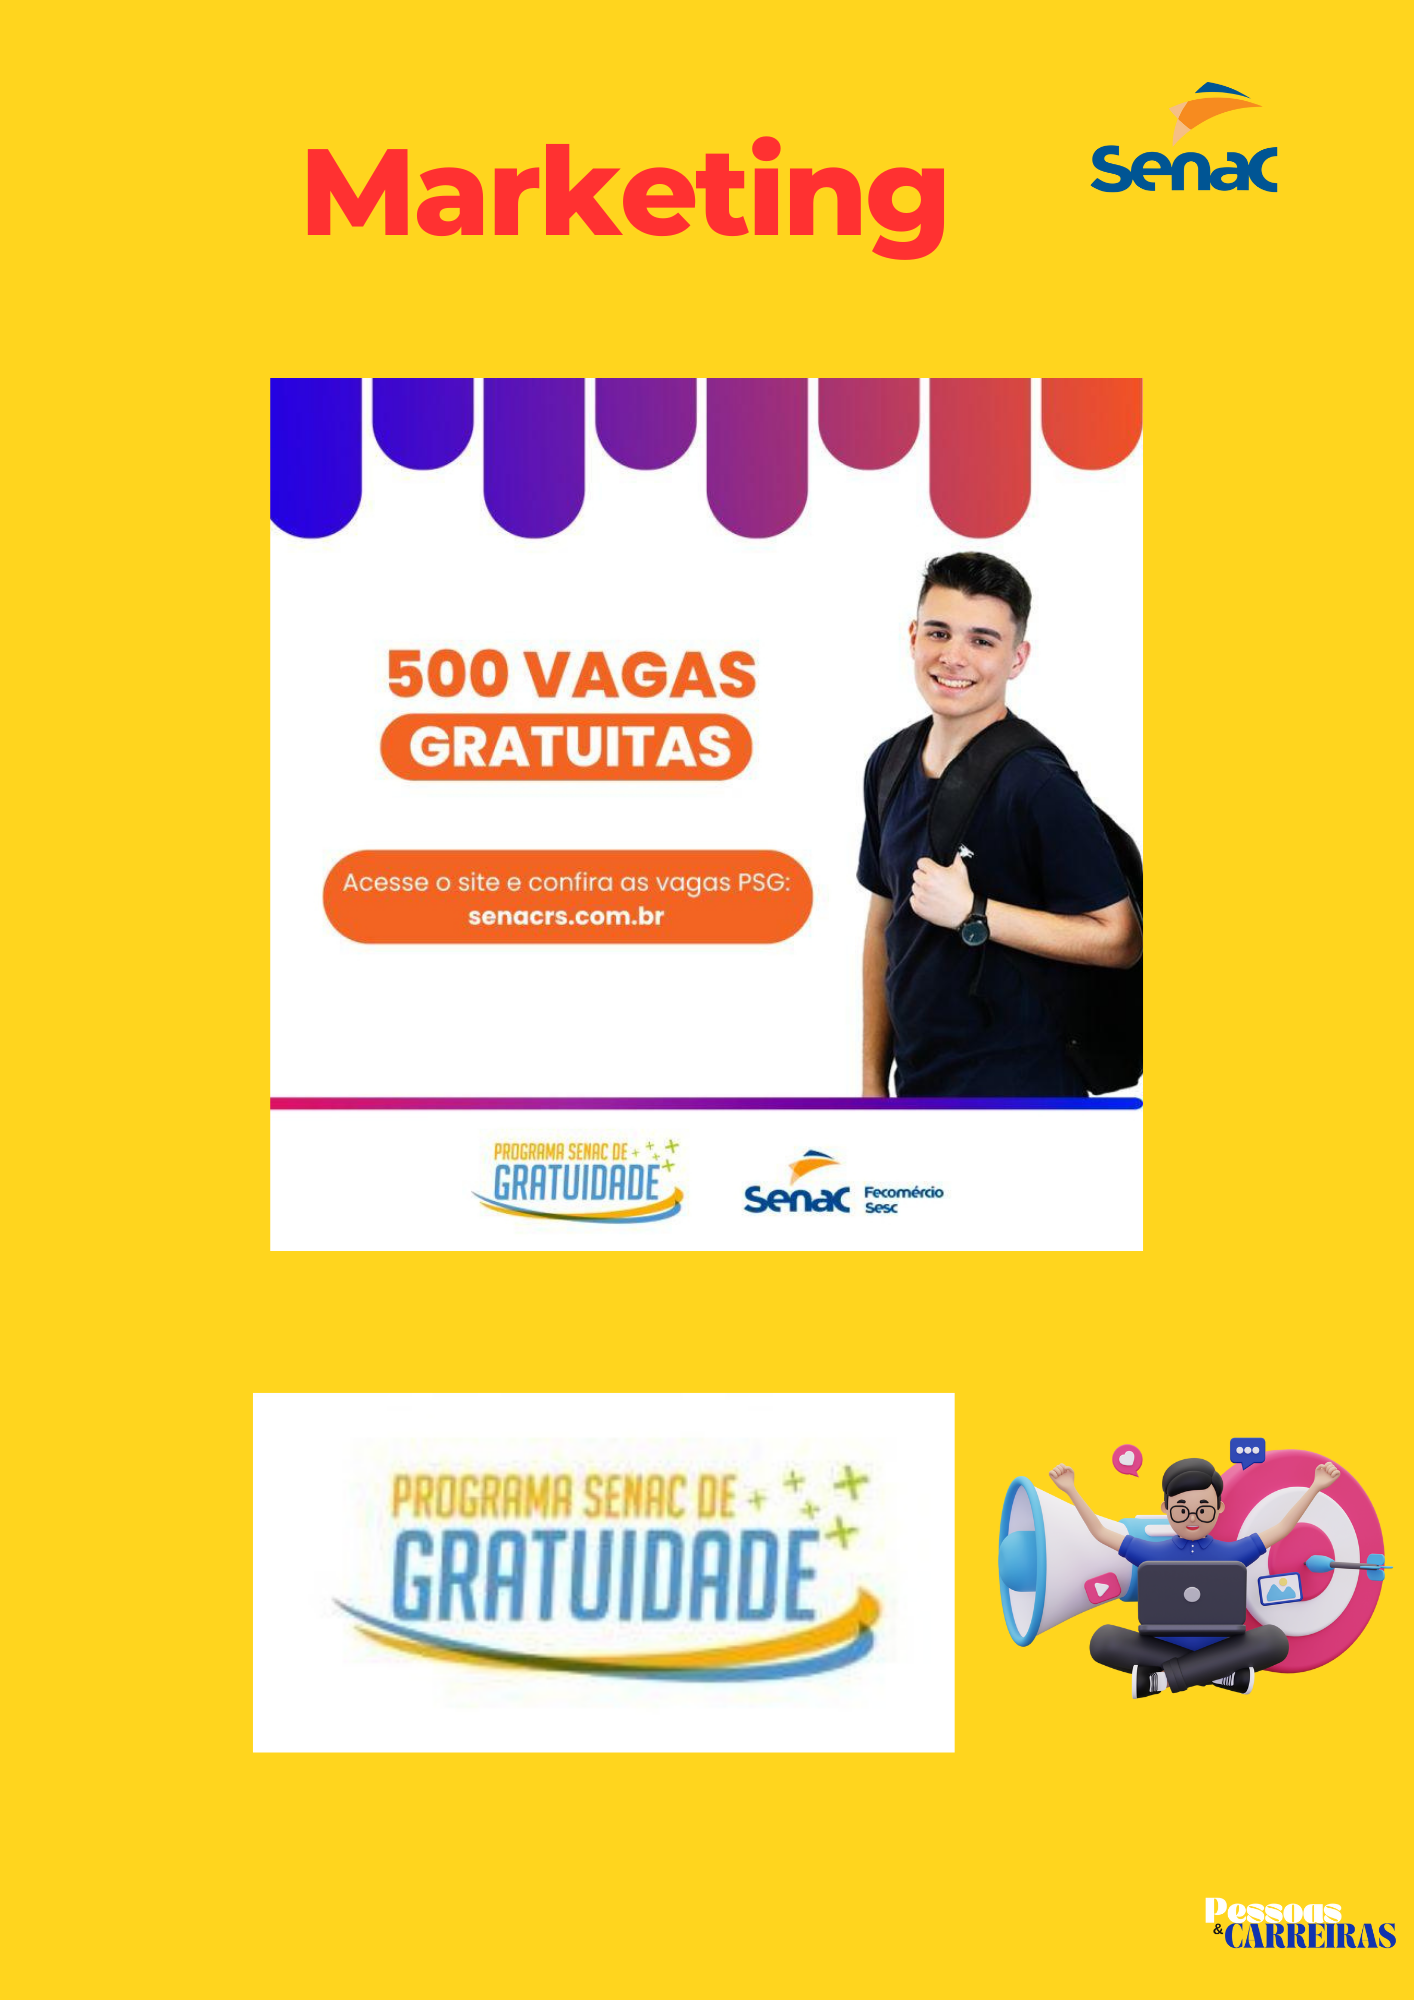 Marketing
Senac
500 VAGAS
GRATUITAS
Acesse o site e confira as vagas PSG:
senacrs.com.br
PROGRAMA SENAC DE
GRATUIDADE
Senac
Fecomércio
Sesc
PROGRAMA SENAC DE
GRATUIDADE
Pessoas
&CARREIRAS